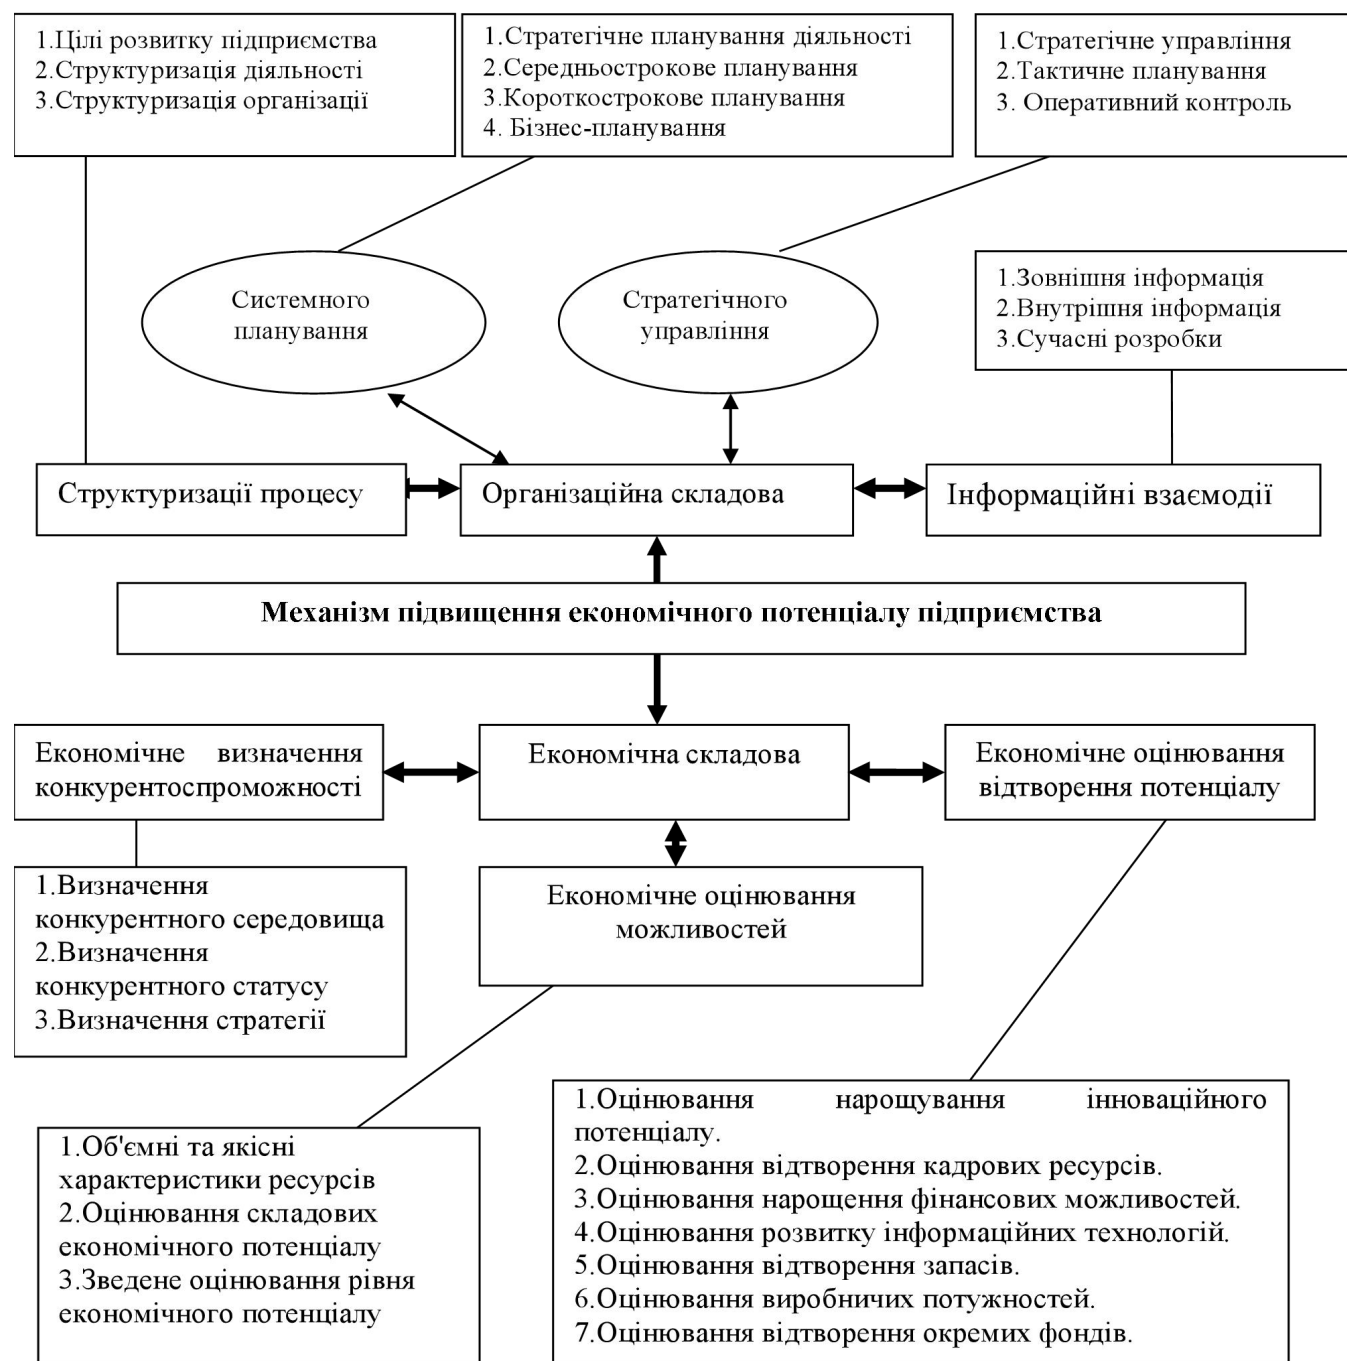 1.Цілі розвитку підприємства
2.Структуризація діяльності
3.Структуризація організації
1.Стратегічне планування діяльності
2.Середньострокове планування
3.Короткострокове планування
4. Бізнес-планування
1.Стратегічне управління
2.Тактичне планування
3. Оперативний контроль
Системного
планування
Стратегічного
управління
1.Зовнішня інформація
2.Внутрішня інформація
3.Сучасні розробки
Структуризації процесу
Організаційна складова
Інформаційні взаємодії
Механізм підвищення економічного потенціалу підприємства
Економічне визначення
конкурентоспроможності
Економічна складова
Економічне оцінювання
відтворення потенціалу
1.Визначення
конкурентного середовища
2.Визначення
конкурентного статусу
3.Визначення стратегії
Економічне оцінювання
можливостей
1.Об'ємні та якісні
характеристики ресурсів
2.Оцінювання складових
економічного потенціалу
3.Зведене оцінювання рівня
економічного потенціалу
1.Оцінювання нарощування інноваційного
потенціалу.
2.Оцінювання відтворення кадрових ресурсів.
3.Оцінювання нарощення фінансових можливостей.
4.Оцінювання розвитку інформаційних технологій.
5.Оцінювання відтворення запасів.
6.Оцінювання виробничих потужностей.
7.Оцінювання відтворення окремих фондів.